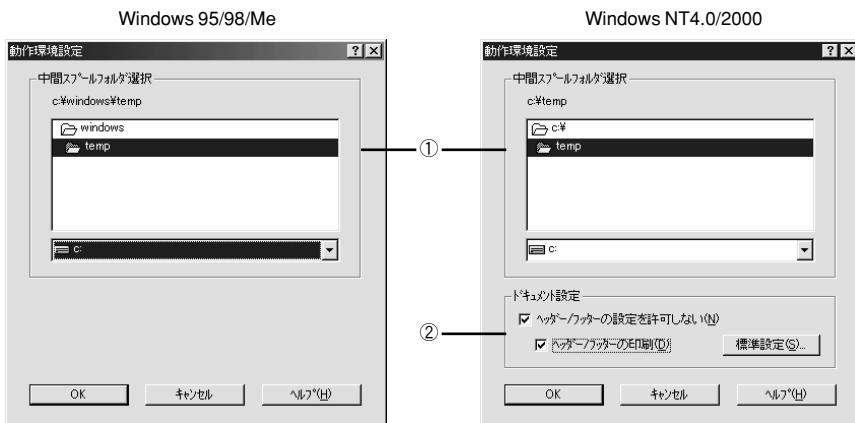 Windows 95/98/Me
動作環境設定
中間ｽﾌﾟｰﾙﾌｫﾙﾀﾞ選択
c:¥windows¥temp
windows
temp
c:
OK
ｷｬﾝｾﾙ
ﾍﾙﾌﾟ(H)
①
②
Windows NT4.0/2000
動作環境設定
中間ｽﾌﾟｰﾙﾌｫﾙﾀﾞ選択
c:¥temp
c:¥
temp
c:
ﾄﾞｷｭﾒﾝﾄ設定
ﾍｯﾀﾞｰ/ﾌｯﾀｰの設定を許可しない(N)
ﾍｯﾀﾞｰ/ﾌｯﾀｰの印刷(D)
標準設定(S)...
OK
ｷｬﾝｾﾙ
ﾍﾙﾌﾟ(H)